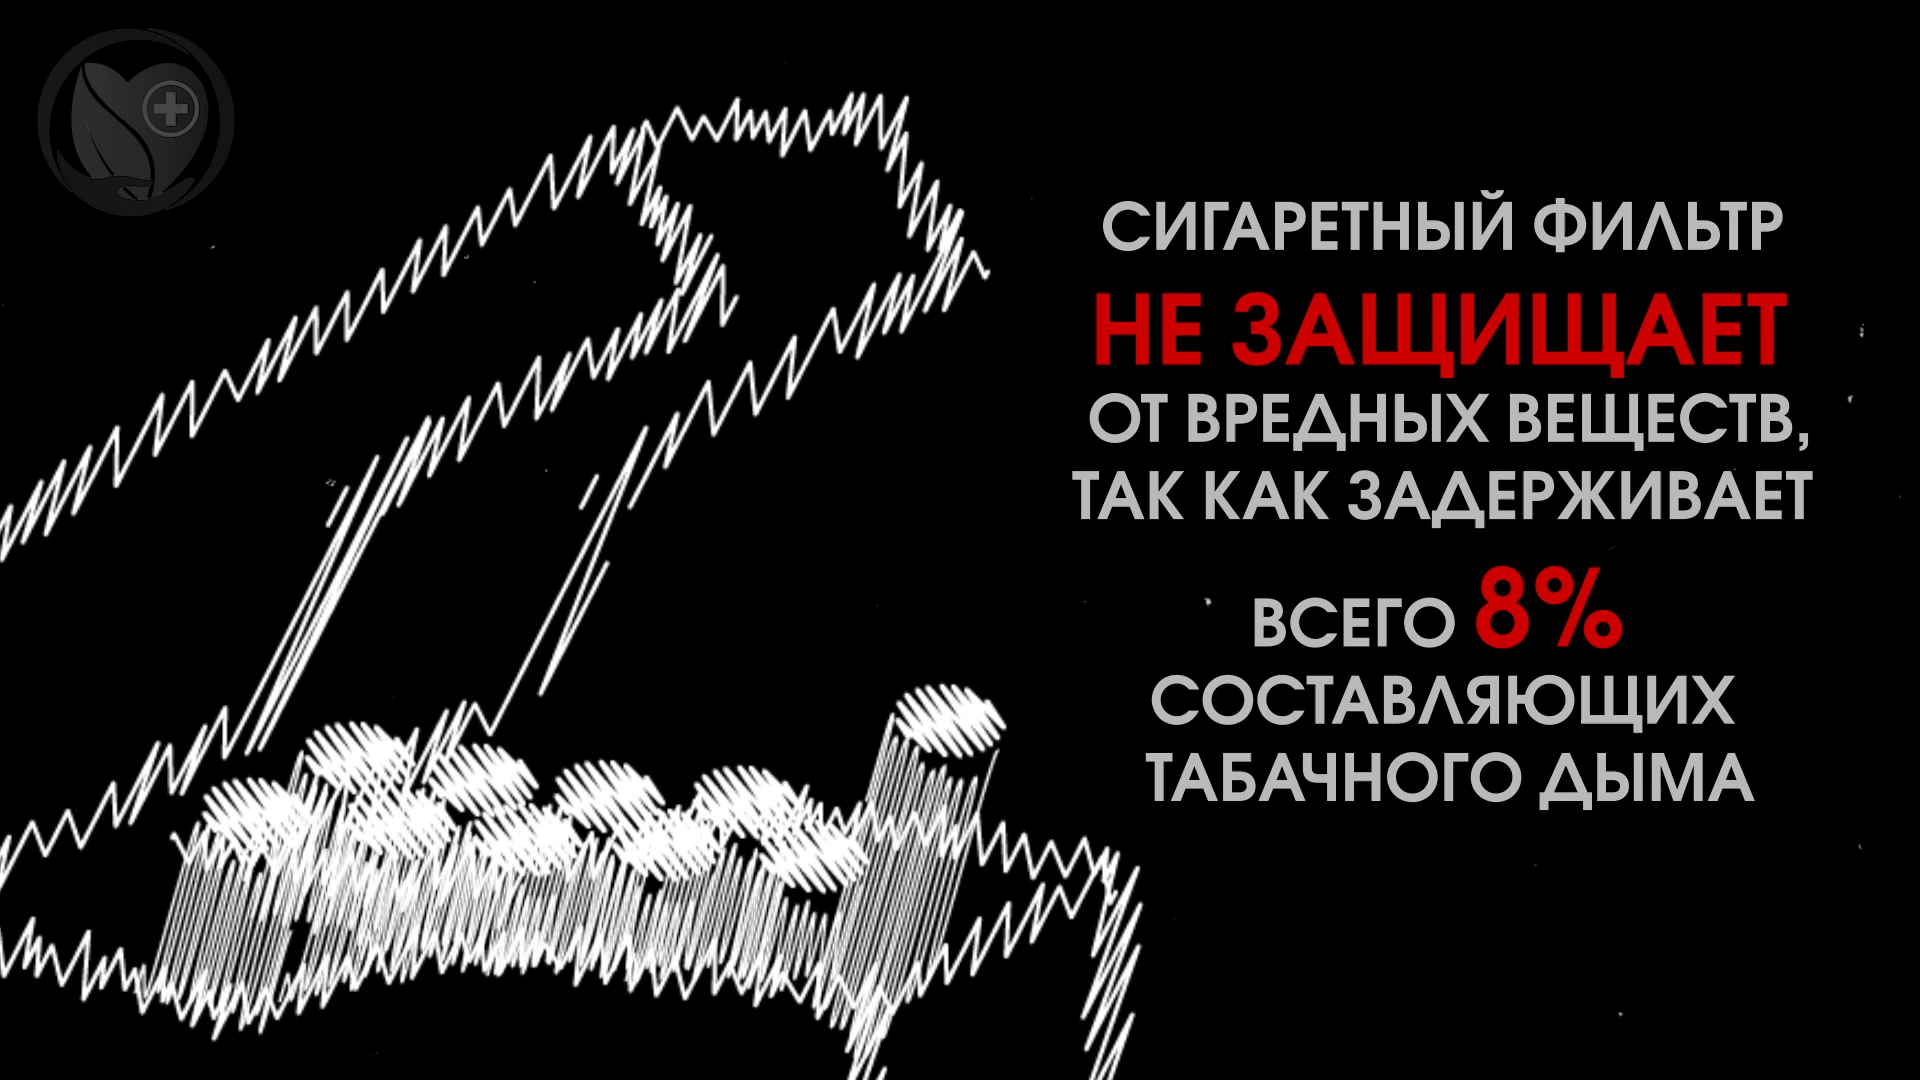 СИГАРЕТНЫЙ ФИЛЬТР
НЕ ЗАЩИЩАЕТ
ОТ ВРЕДНЫХ ВЕЩЕСТВ,
ТАК КАК ЗАДЕРЖИВАЕТ
ВСЕГО 8%
СОСТАВЛЯЮЩИХ
ТАБАЧНОГО ДЫМА